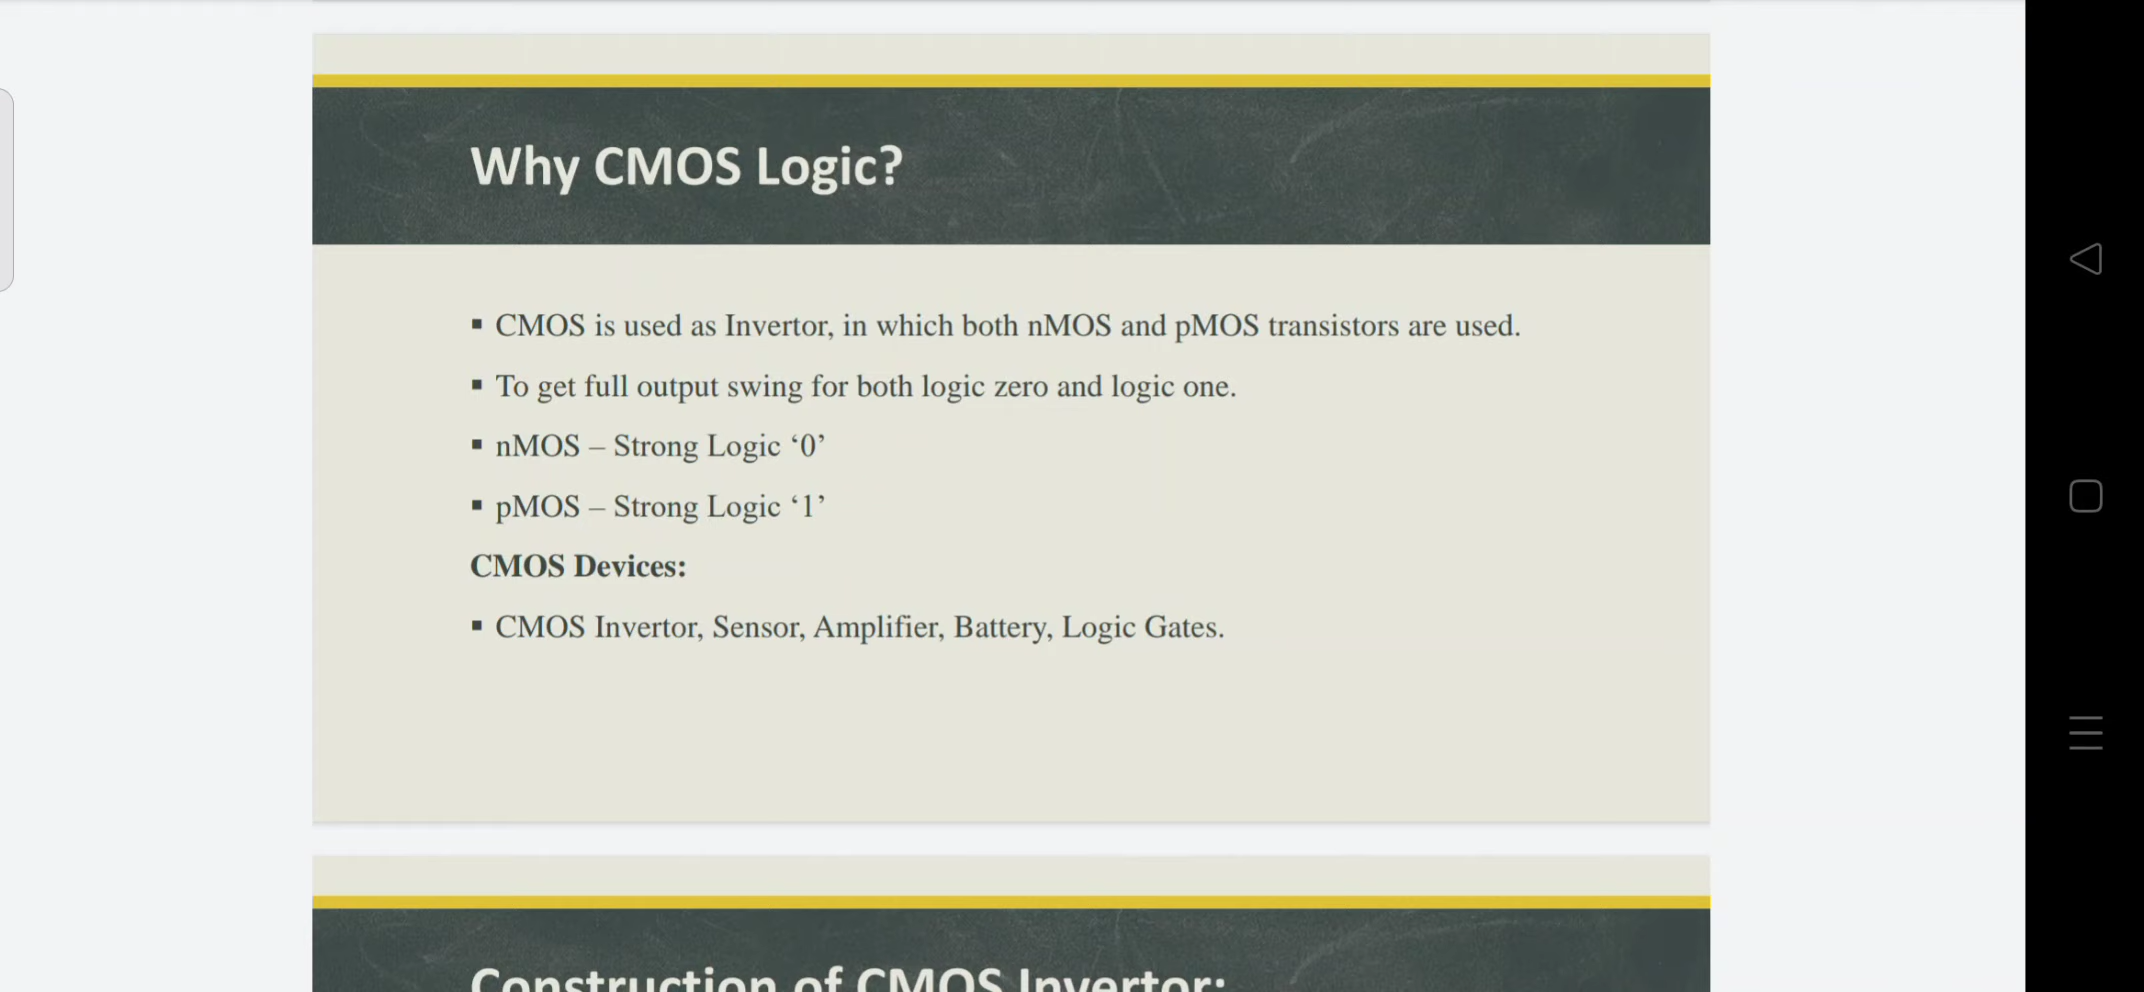 Why CMOS Logic?
▪ CMOS is used as Invertor, in which both nMOS and pMOS transistors are used.
▪ To get full output swing for both logic zero and logic one.
▪ nMOS – Strong Logic ‘0’
▪ pMOS – Strong Logic ‘1’
CMOS Devices:
▪ CMOS Invertor, Sensor, Amplifier, Battery, Logic Gates.
Construction of CMOS Invertor: